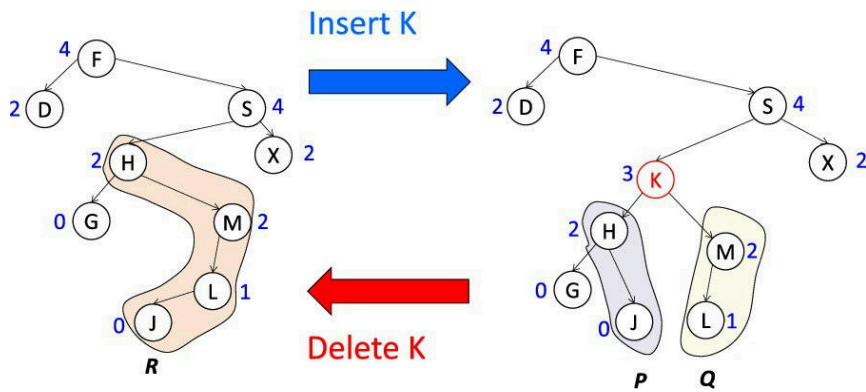 Insert K
4 F
4 F
2 D
S 4
2 D
S 4
2 H
X 2
3 K
X 2
0 G
M 2
2 H
M 2
L 1
0 G
0 J
0 J
L 1
Delete K
R
P
Q